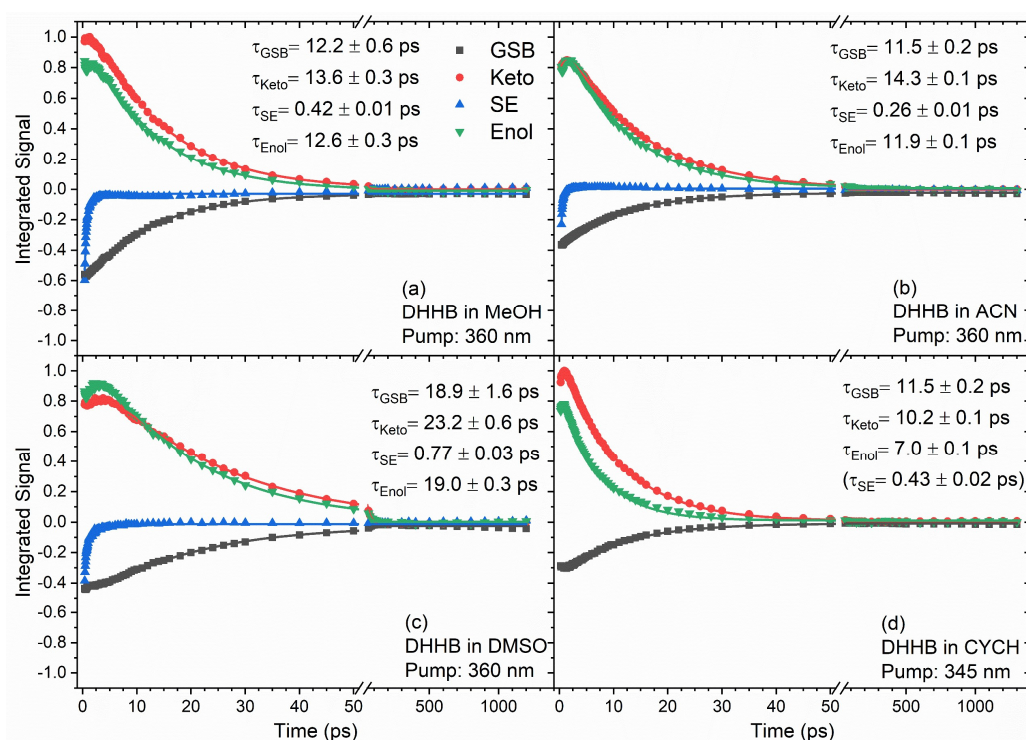 Integrated Signal
1.0
0.8
0.6
0.4
0.2
0.0
-0.2
-0.4
-0.6
-0.8
-1.0
τGSB= 12.2 ± 0.6 ps
τKeto= 13.6 ± 0.3 ps
τSE= 0.42 ± 0.01 ps
τEnol= 12.6 ± 0.3 ps
GSB
Keto
SE
Enol
(a)
DHHB in MeOH
Pump: 360 nm
τGSB= 11.5 ± 0.2 ps
τKeto= 14.3 ± 0.1 ps
τSE= 0.26 ± 0.01 ps
τEnol= 11.9 ± 0.1 ps
(b)
DHHB in ACN
Pump: 360 nm
Integrated Signal
1.0
0.8
0.6
0.4
0.2
0.0
-0.2
-0.4
-0.6
-0.8
-1.0
τGSB= 18.9 ± 1.6 ps
τKeto= 23.2 ± 0.6 ps
τSE= 0.77 ± 0.03 ps
τEnol= 19.0 ± 0.3 ps
(c)
DHHB in DMSO
Pump: 360 nm
0 10 20 30 40 50 500 1000
Time (ps)
τGSB= 11.5 ± 0.2 ps
τKeto= 10.2 ± 0.1 ps
τEnol= 7.0 ± 0.1 ps
(τSE= 0.43 ± 0.02 ps)
(d)
DHHB in CYCH
Pump: 345 nm
0 10 20 30 40 50 500 1000
Time (ps)